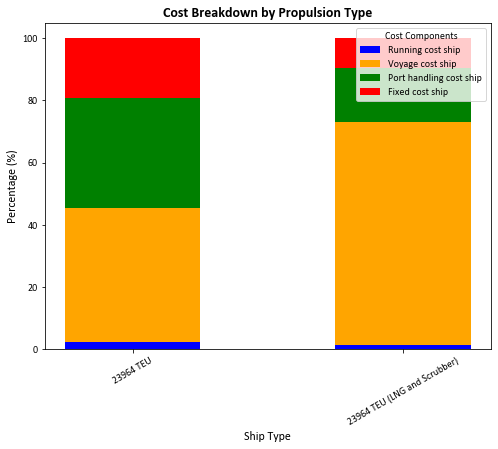 Cost Breakdown by Propulsion Type
Cost Components
Running cost ship
Voyage cost ship
Port handling cost ship
Fixed cost ship
Percentage (%)
100
80
60
40
20
0
23964 TEU
23964 TEU (LNG and Scrubber)
Ship Type